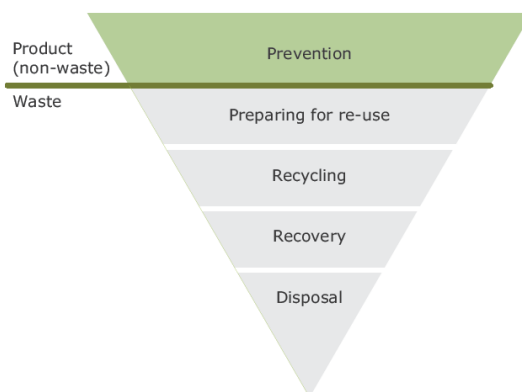 Product
(non-waste)
Prevention
Waste
Preparing for re-use
Recycling
Recovery
Disposal